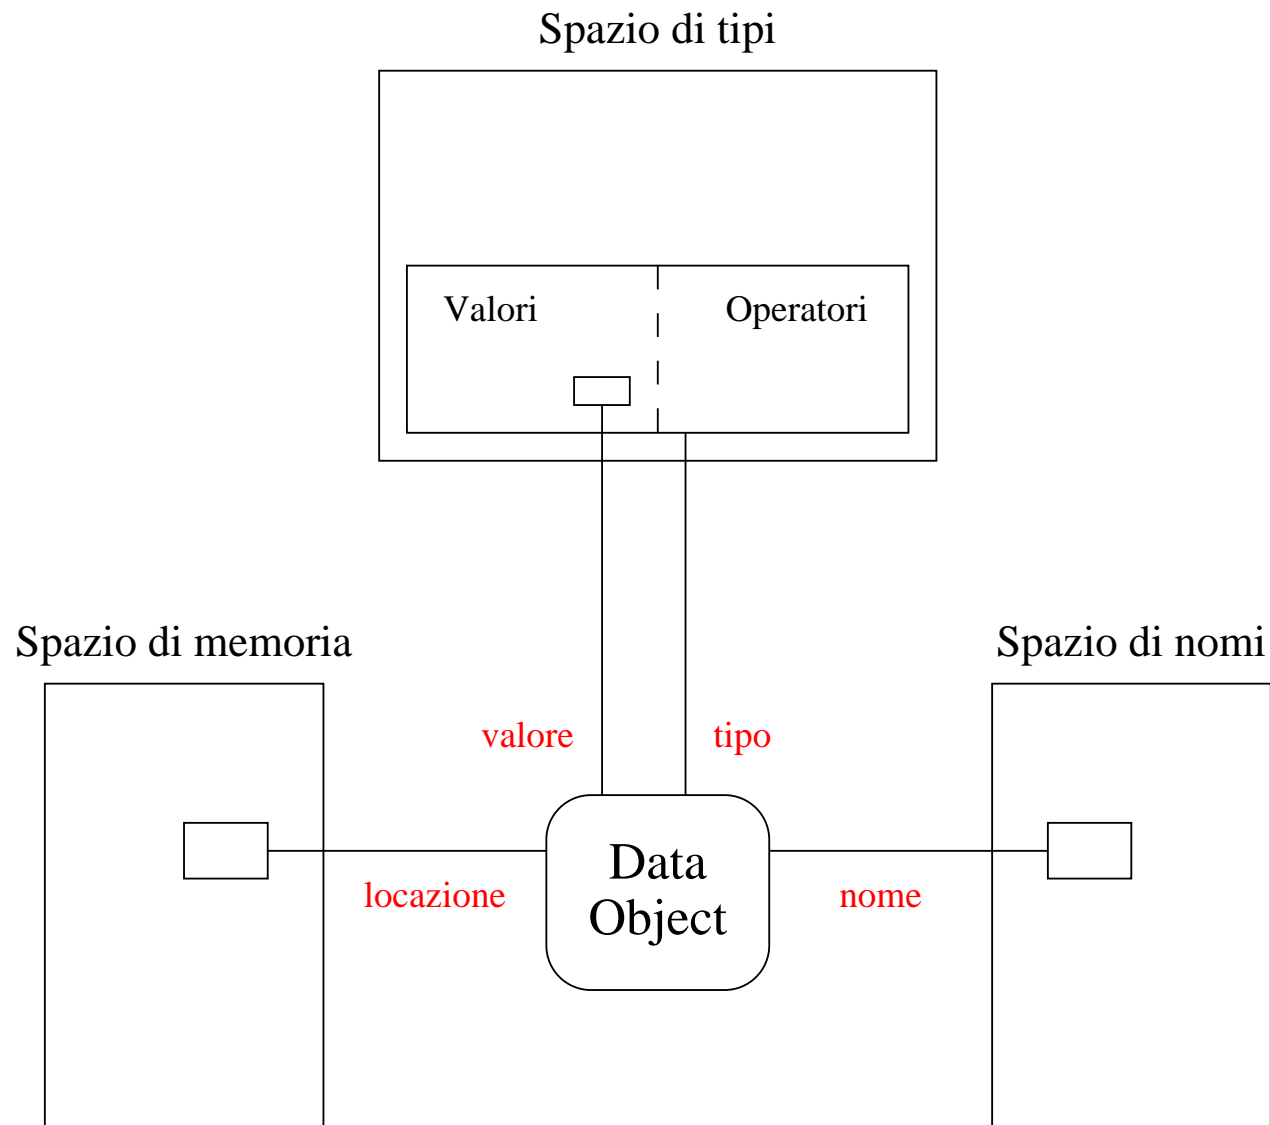 Spazio di tipi
Valori
Operatori
Spazio di memoria
Spazio di nomi
valore
tipo
locazione
Data
Object
nome